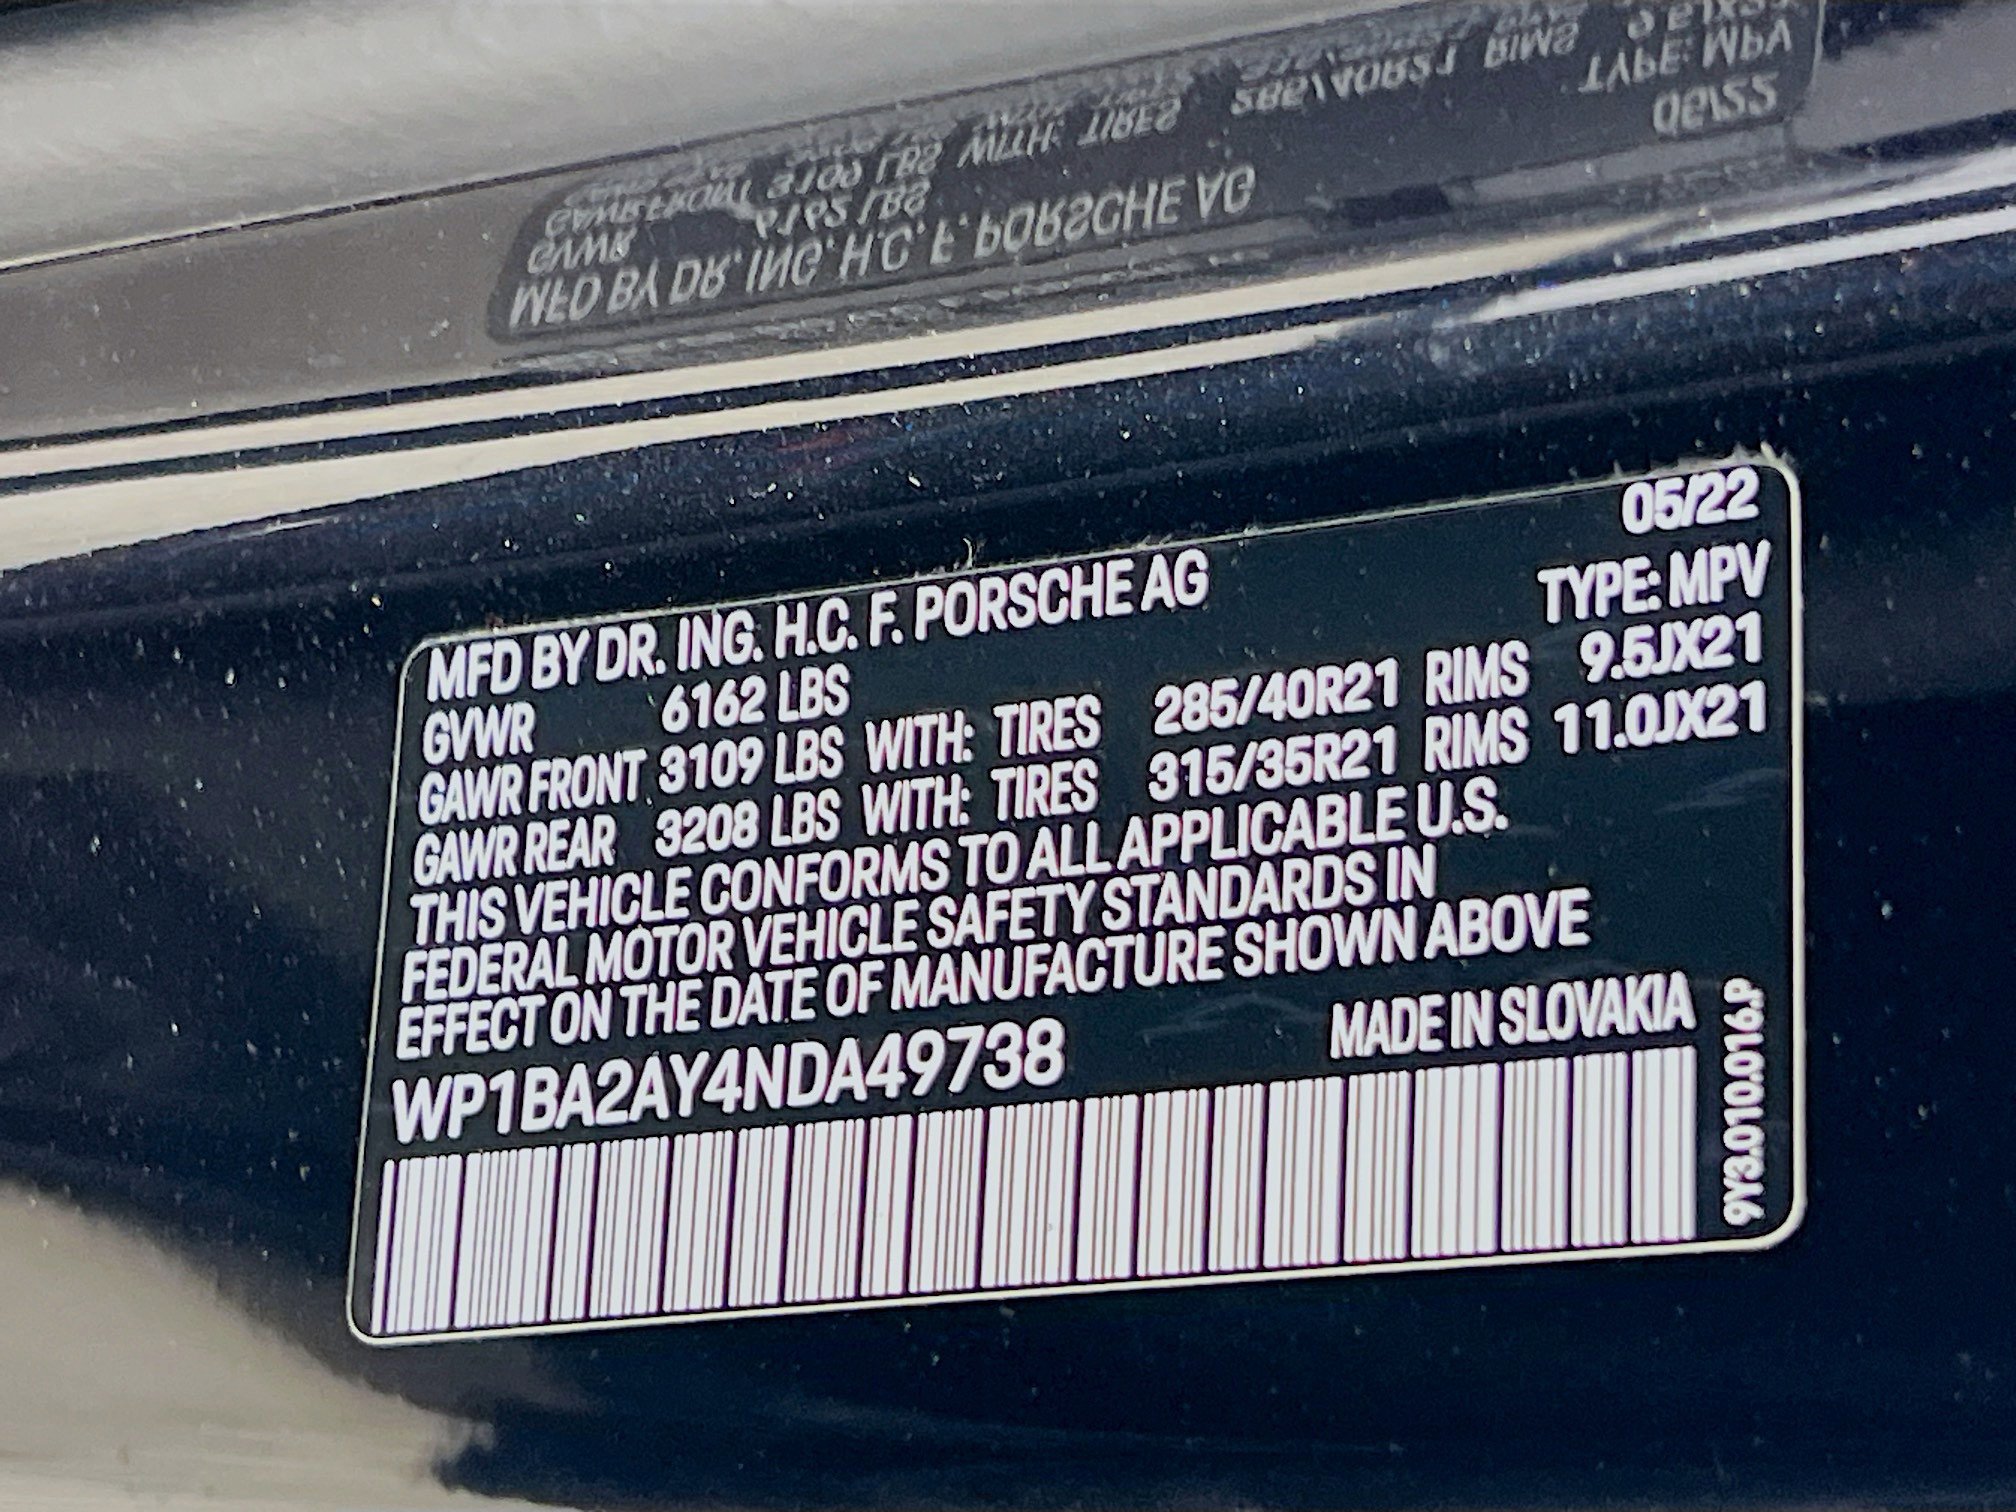 05/22
MFD BY DR. ING. H.C. F. PORSCHE AG
TYPE: MPV
GVWR 6162 LBS
GAWR FRONT 3109 LBS WITH: TIRES 285/40R21 RIMS 9.5JX21
GAWR REAR 3208 LBS WITH: TIRES 315/35R21 RIMS 11.0JX21
THIS VEHICLE CONFORMS TO ALL APPLICABLE U.S.
FEDERAL MOTOR VEHICLE SAFETY STANDARDS IN
EFFECT ON THE DATE OF MANUFACTURE SHOWN ABOVE
WP1BA2AY4NDA49738
MADE IN SLOVAKIA
9Y3.010.016.P